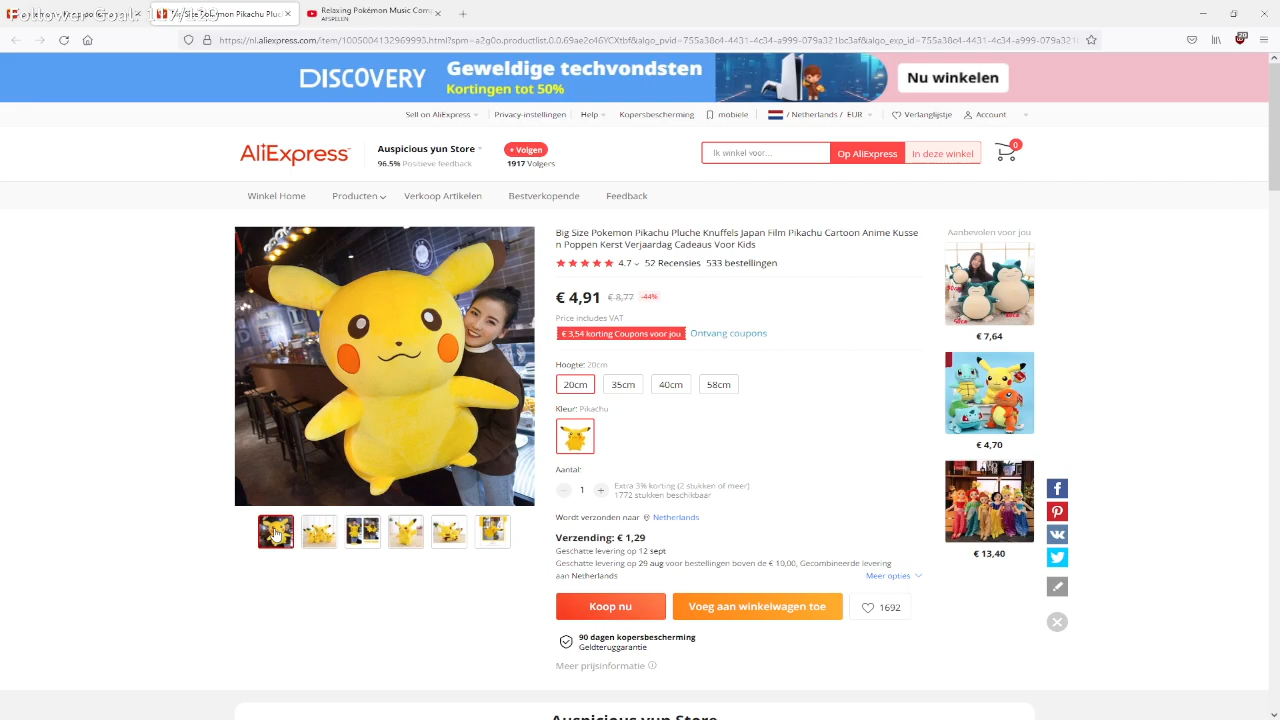 Size Pokemon Pikachu Plucl
Relaxing Pokémon Music Com
AFSPELEN
https://nl.aliexpress.com/item/1005004132969993.html?spm=a2g0o.productlist.0.0.69ae2c46YCXtbf&algo_pvid=755a38c4-4431-4c34-a999-079a321bc3af&algo_exp_id=755a38c4-4431-4c34-a999-079a321
DISCOVERY
Geweldige techvondsten
Kortingen tot 50%
Nu winkelen
Sell on AliExpress
Privacy-instellingen
Help
Kopersbescherming
mobiele
/ Netherlands / EUR
Verlanglijstje
Account
AliExpress
Auspicious yun Store
96.5% Positieve feedback
+ Volgen
1917 Volgers
Ik winkel voor...
Op AliExpress
In deze winkel
0
Winkel Home
Producten
Verkoop Artikelen
Bestverkopende
Feedback
Big Size Pokemon Pikachu Pluche Knuffels Japan Film Pikachu Cartoon Anime Kusse
n Poppen Kerst Verjaardag Cadeaus Voor Kids
4.7 52 Recensies 533 bestellingen
€ 4,91 € 8,77 -44%
Price includes VAT
€ 3,54 korting Coupons voor jou Ontvang coupons
Hoogte: 20cm
20cm 35cm 40cm 58cm
Kleur: Pikachu
Aantal:
1
Extra 3% korting (2 stukken of meer)
1772 stukken beschikbaar
Wordt verzonden naar Netherlands
Verzending: € 1,29
Geschatte levering op 12 sept
Geschatte levering op 29 aug voor bestellingen boven de € 10,00, Gecombineerde levering
aan Netherlands
Meer opties
Koop nu
Voeg aan winkelwagen toe
1692
90 dagen kopersbescherming
Geldteruggarantie
Meer prijsinformatie
Aanbevolen voor jou
€ 7,64
€ 4,70
€ 13,40
Auspicious yun Store